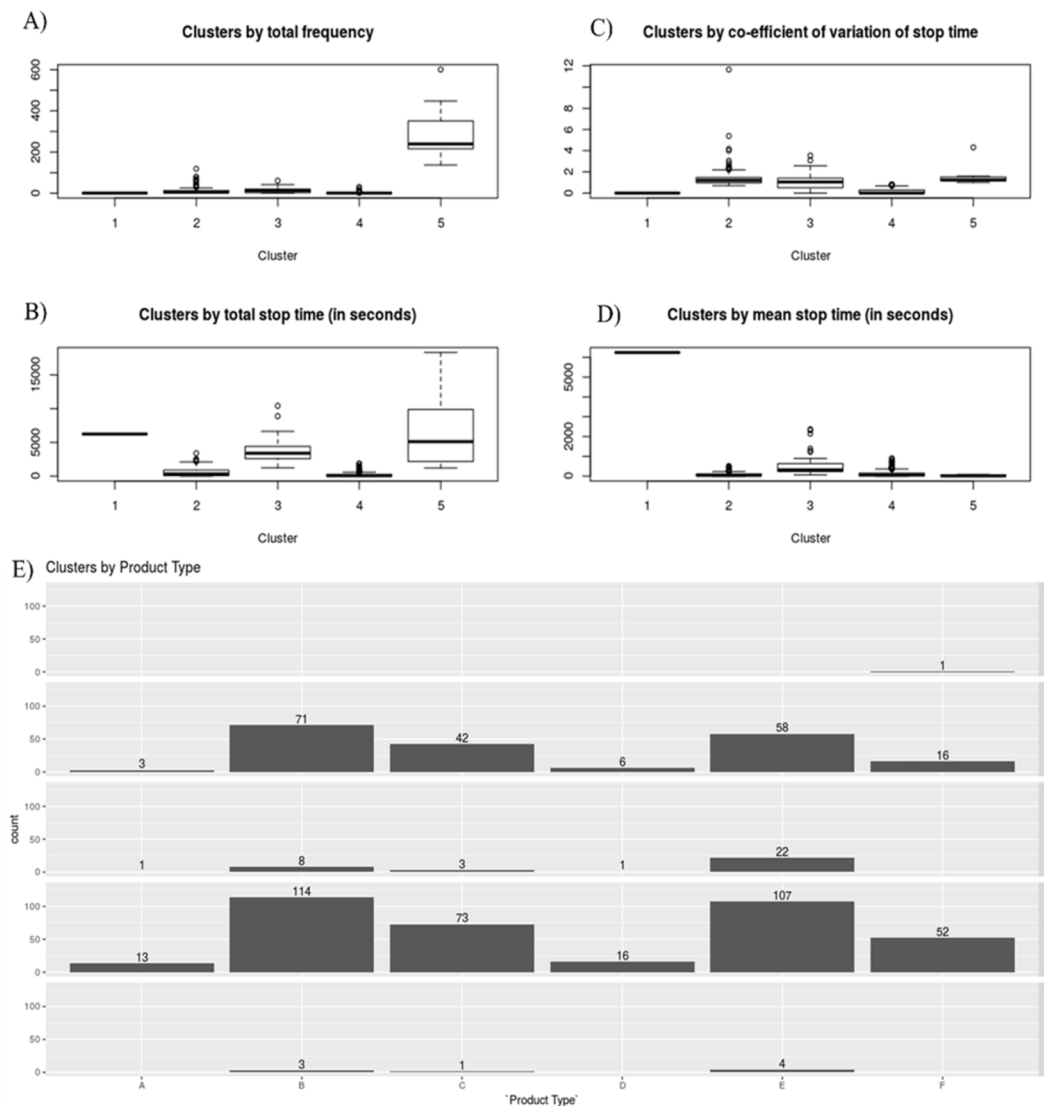 A)
Clusters by total frequency
600
400
200
0
1 2 3 4 5
Cluster
C)
Clusters by co-efficient of variation of stop time
12
8
6
4
2
0
1 2 3 4 5
Cluster
B)
Clusters by total stop time (in seconds)
15000
5000
0
1 2 3 4 5
Cluster
D)
Clusters by mean stop time (in seconds)
5000
2000
0
1 2 3 4 5
Cluster
E)
Clusters by Product Type
count
100
50
0
1
100
50
0
3 71 42 6 58 16
100
50
0
1 8 3 1 22
100
50
0
13 114 73 16 107 52
100
50
0
3 1 4
A B C D E F
`Product Type`